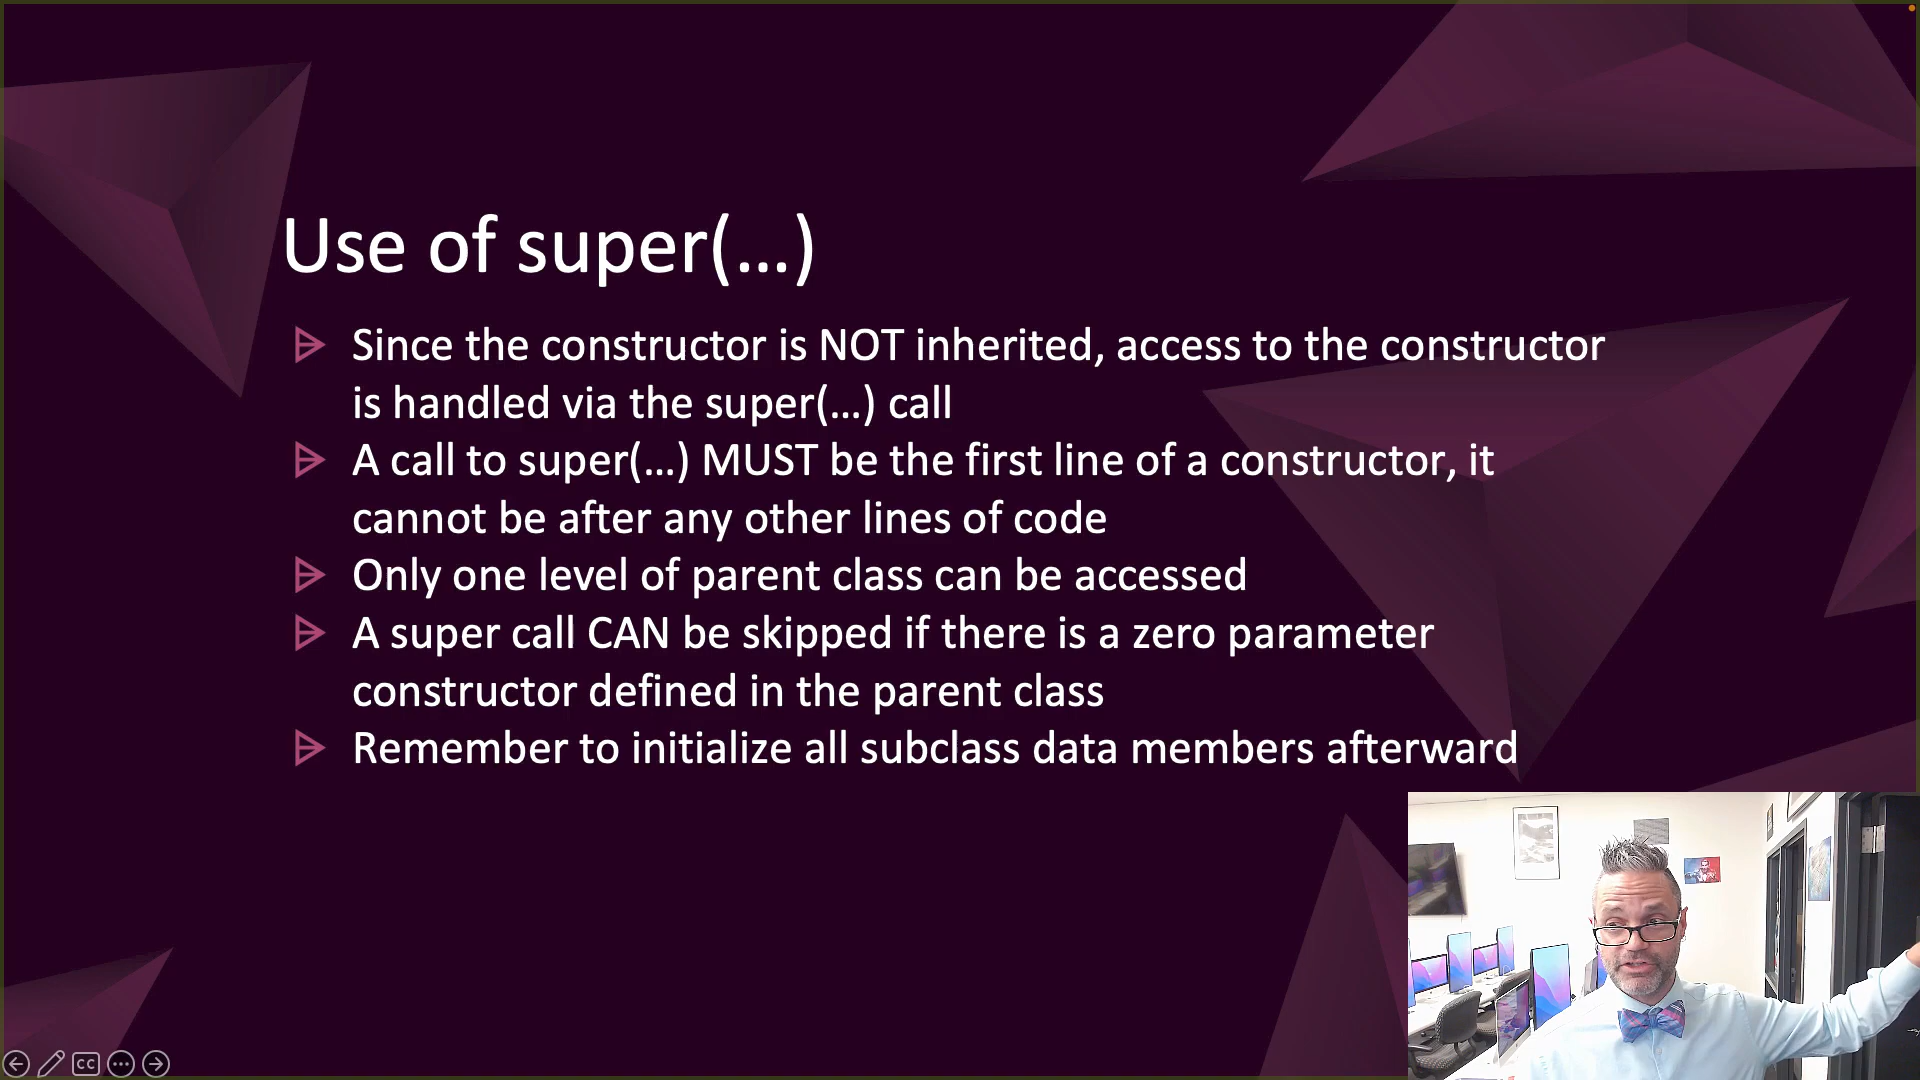 Use of super(...)
Since the constructor is NOT inherited, access to the constructor
is handled via the super(...) call
A call to super(...) MUST be the first line of a constructor, it
cannot be after any other lines of code
Only one level of parent class can be accessed
A super call CAN be skipped if there is a zero parameter
constructor defined in the parent class
Remember to initialize all subclass data members afterward
CC